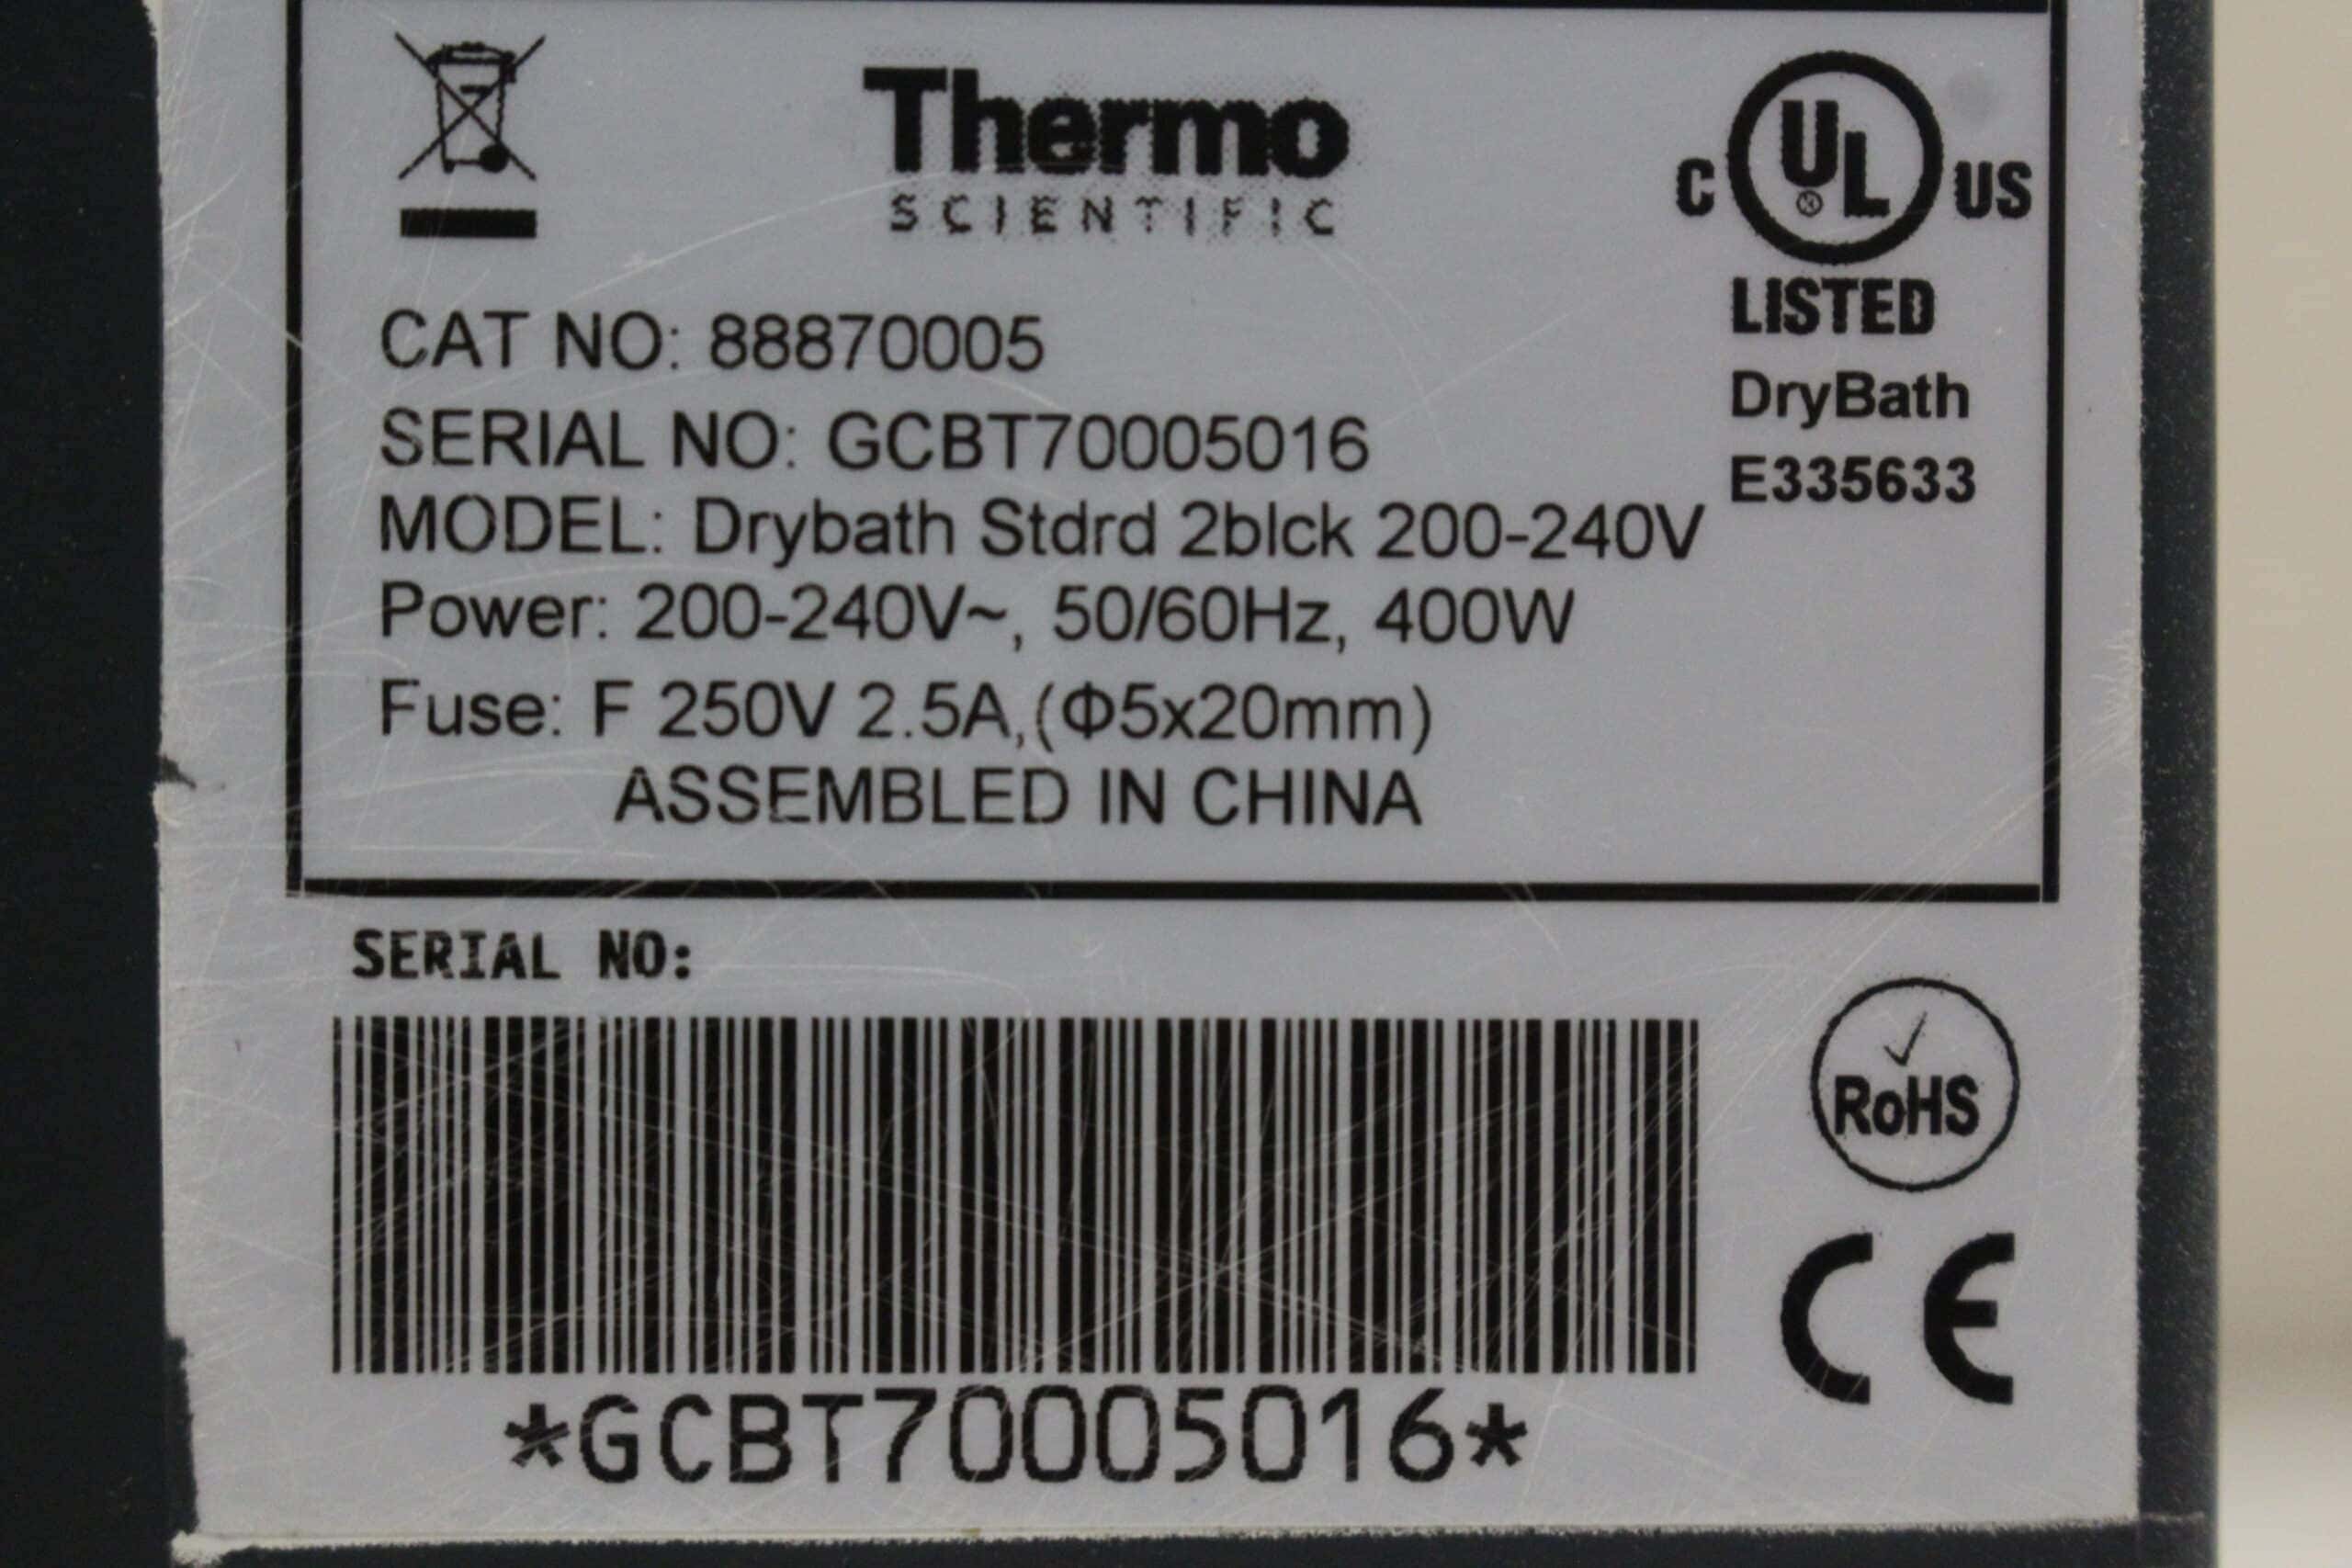 Thermo
SCIENTIFIC
C UL® US
LISTED
DryBath
E335633
CAT NO: 88870005
SERIAL NO: GCBT70005016
MODEL: Drybath Stdrd 2blck 200-240V
Power: 200-240V~, 50/60Hz, 400W
Fuse: F 250V 2.5A,(Φ5x20mm)
ASSEMBLED IN CHINA
SERIAL NO:
RoHS
CE
*GCBT70005016*